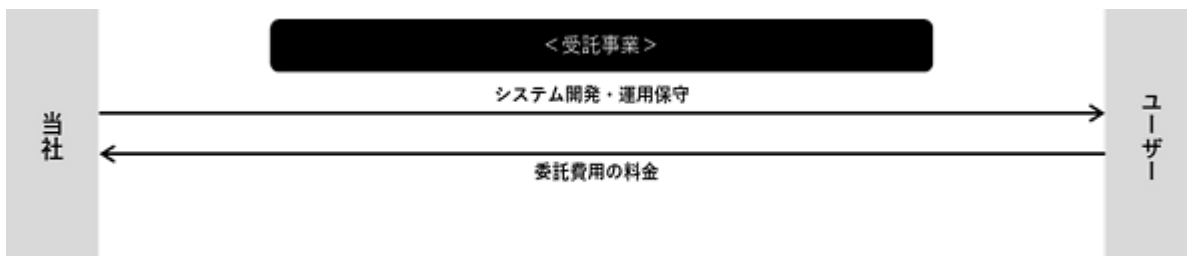 ＜受託事業＞
システム開発・運用保守
当社
ユーザー
委託費用の料金